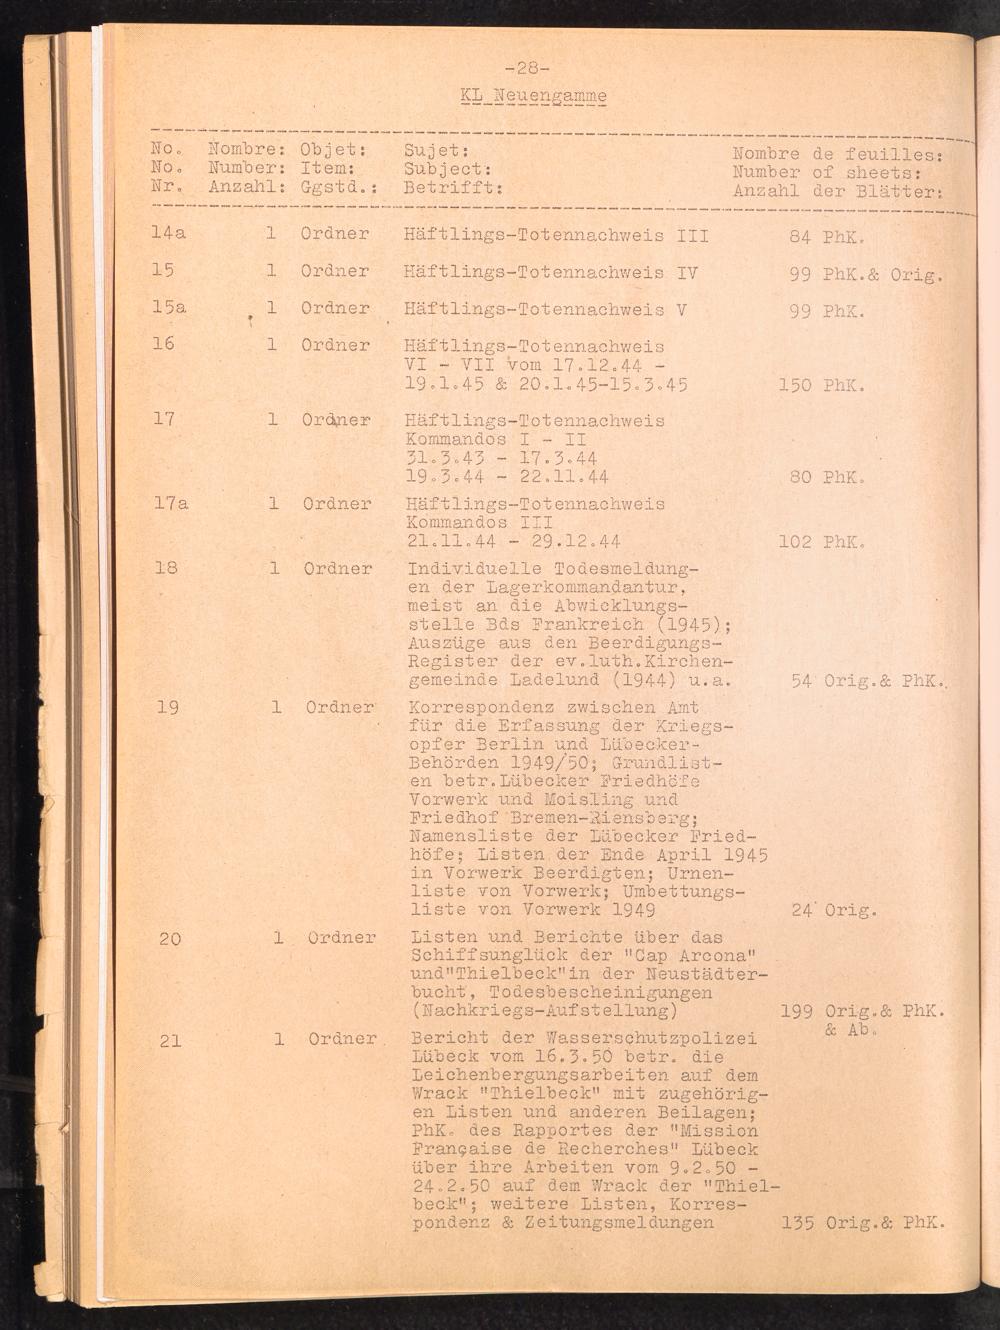 -28-
KL Neuengamme
No. Nombre: Objet: Sujet: Nombre de feuilles:
No. Number: Item: Subject: Number of sheets:
Nr. Anzahl: Ggstd.: Betrifft: Anzahl der Blätter:
14a 1 Ordner Häftlings-Totennachweis III 84 PhK.
15 1 Ordner Häftlings-Totennachweis IV 99 PhK.& Orig.
15a 1 Ordner Häftlings-Totennachweis V 99 PhK.
16 1 Ordner Häftlings-Totennachweis
VI - VII vom 17.12.44 -
19.1.45 & 20.1.45-15.3.45 150 PhK.
17 1 Ordner Häftlings-Totennachweis
Kommandos I - II
31.3.43 - 17.3.44
19.3.44 - 22.11.44 80 PhK.
17a 1 Ordner Häftlings-Totennachweis
Kommandos III
21.11.44 - 29.12.44 102 PhK.
18 1 Ordner Individuelle Todesmeldung-
en der Lagerkommandantur,
meist an die Abwicklungs-
stelle Bds Frankreich (1945);
Auszüge aus den Beerdigungs-
Register der ev.luth.Kirchen-
gemeinde Ladelund (1944) u.a. 54 Orig.& PhK.
19 1 Ordner Korrespondenz zwischen Amt
für die Erfassung der Kriegs-
opfer Berlin und Lübecker-
Behörden 1949/50; Grundlist-
en betr.Lübecker Friedhöfe
Vorwerk und Moisling und
Friedhof Bremen-Riensberg;
Namensliste der Lübecker Fried-
höfe; Listen der Ende April 1945
in Vorwerk Beerdigten; Urnen-
liste von Vorwerk; Umbettungs-
liste von Vorwerk 1949 24 Orig.
20 1 Ordner Listen und Berichte über das
Schiffsunglück der "Cap Arcona"
und"Thielbeck"in der Neustädter-
bucht, Todesbescheinigungen
(Nachkriegs-Aufstellung) 199 Orig.& PhK.
& Ab.
21 1 Ordner Bericht der Wasserschutzpolizei
Lübeck vom 16.3.50 betr. die
Leichenbergungsarbeiten auf dem
Wrack "Thielbeck" mit zugehörig-
en Listen und anderen Beilagen;
PhK. des Rapportes der "Mission
Française de Recherches" Lübeck
über ihre Arbeiten vom 9.2.50 -
24.2.50 auf dem Wrack der "Thiel-
beck"; weitere Listen, Korres-
pondenz & Zeitungsmeldungen 135 Orig.& PhK.